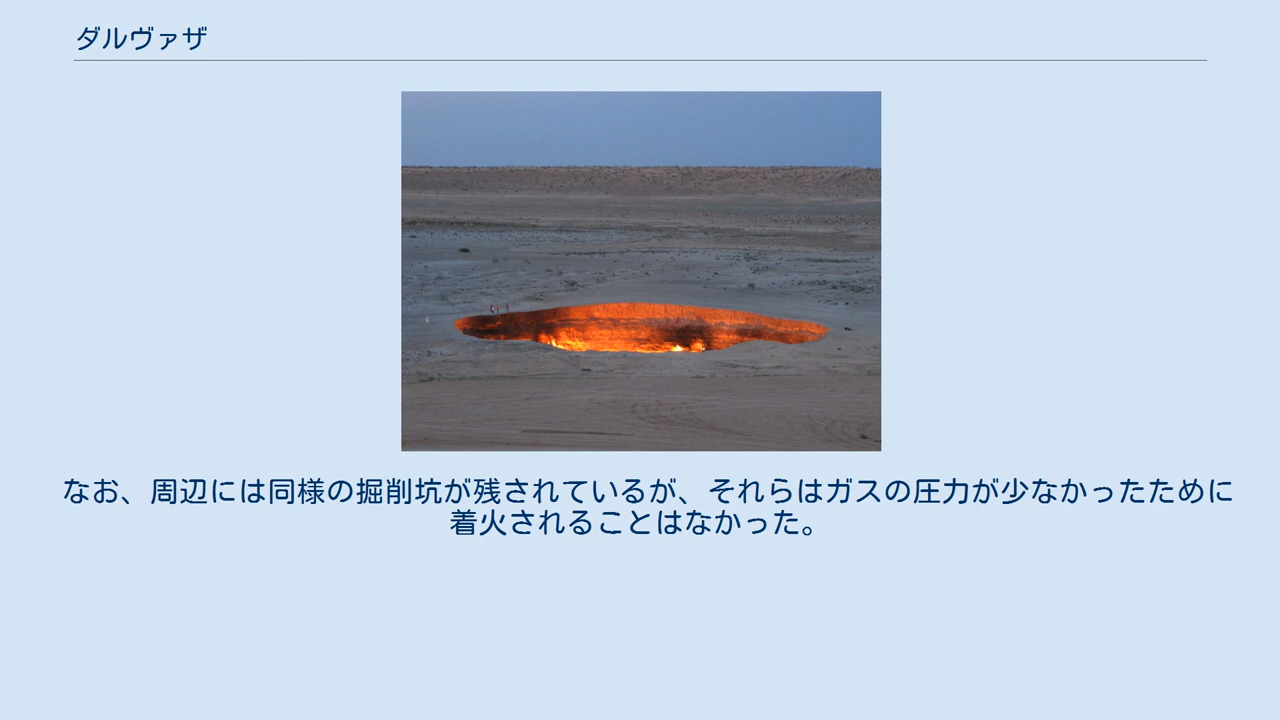 ダルヴァザ
なお、周辺には同様の掘削坑が残されているが、それらはガスの圧力が少なかったために
着火されることはなかった。